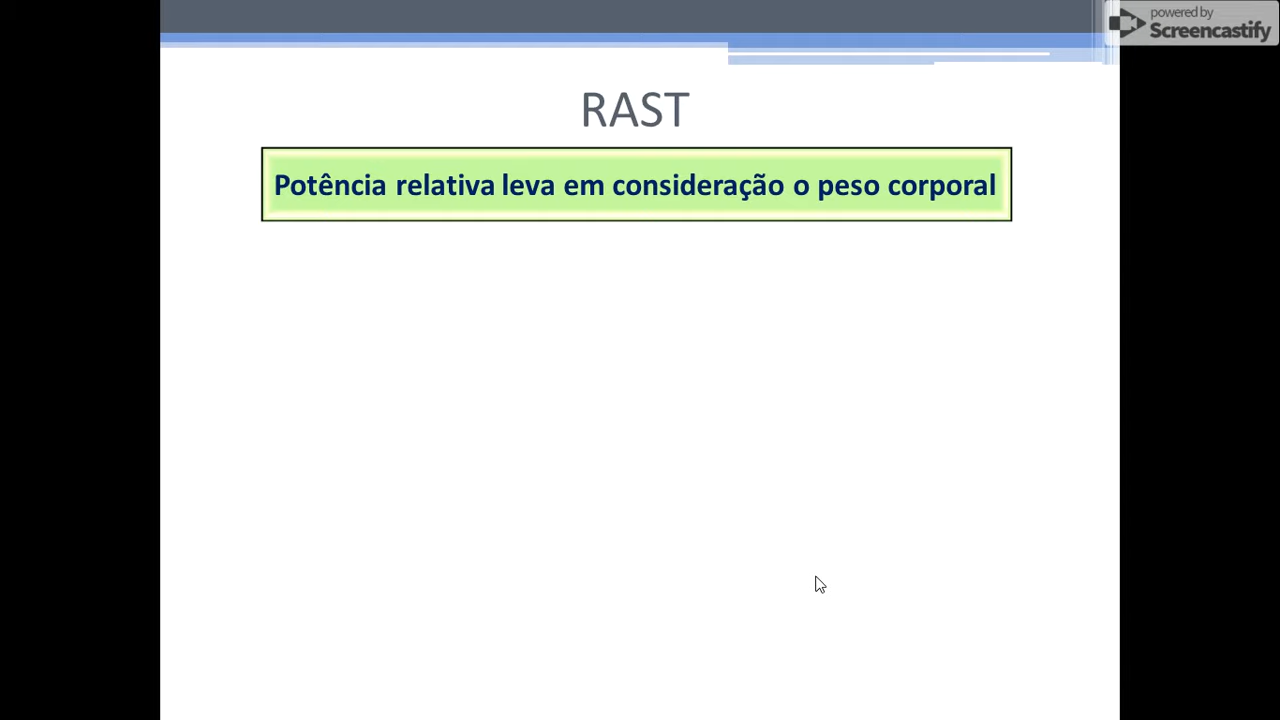 powered by
Screencastify
RAST
Potência relativa leva em consideração o peso corporal